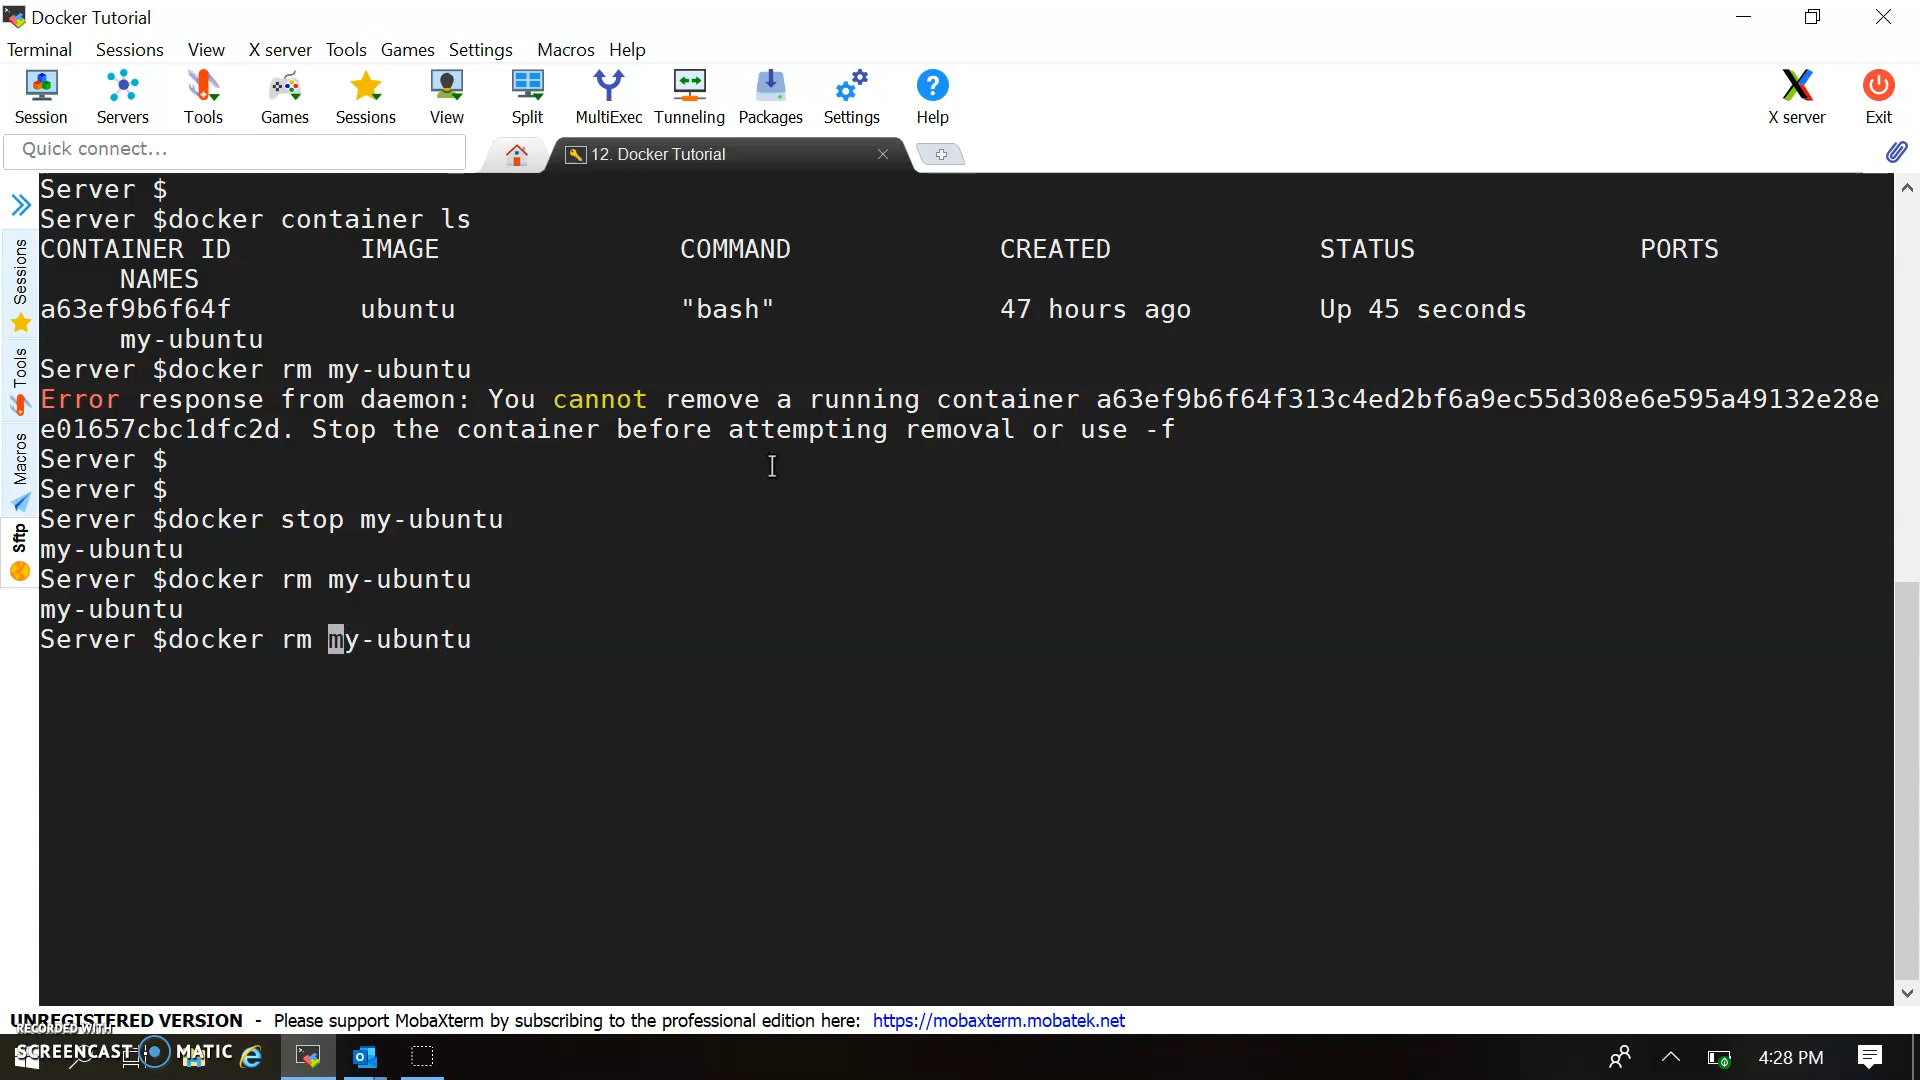 Docker Tutorial
Terminal Sessions View X server Tools Games Settings Macros Help
Session Servers Tools Games Sessions View Split MultiExec Tunneling Packages Settings Help X server Exit
Quick connect...
12. Docker Tutorial
Sessions
Tools
Macros
Sftp
Server $
Server $docker container ls
CONTAINER ID IMAGE COMMAND CREATED STATUS PORTS
NAMES
a63ef9b6f64f ubuntu "bash" 47 hours ago Up 45 seconds
my-ubuntu
Server $docker rm my-ubuntu
Error response from daemon: You cannot remove a running container a63ef9b6f64f313c4ed2bf6a9ec55d308e6e595a49132e28e
e01657cbc1dfc2d. Stop the container before attempting removal or use -f
Server $
Server $
Server $docker stop my-ubuntu
my-ubuntu
Server $docker rm my-ubuntu
my-ubuntu
Server $docker rm my-ubuntu
UNREGISTERED VERSION - Please support MobaXterm by subscribing to the professional edition here: https://mobaxterm.mobatek.net
RECORDED WITH
SCREENCAST MATIC
4:28 PM